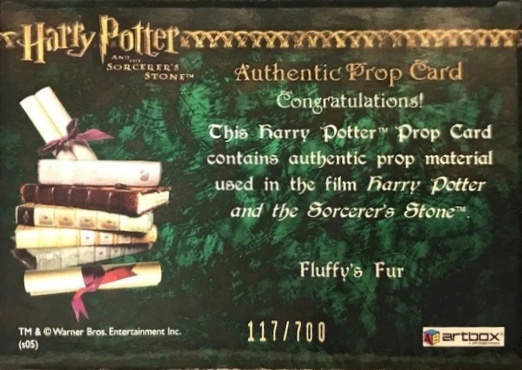 Harry Potter
AND THE
SORCERER'S
STONE™
Authentic Prop Card
Congratulations!
This Harry Potter™ Prop Card
contains authentic prop material
used in the film Harry Potter
and the Sorcerer's Stone™.
Fluffy's Fur
TM & © Warner Bros. Entertainment Inc.
(s05)
117/700
artbox